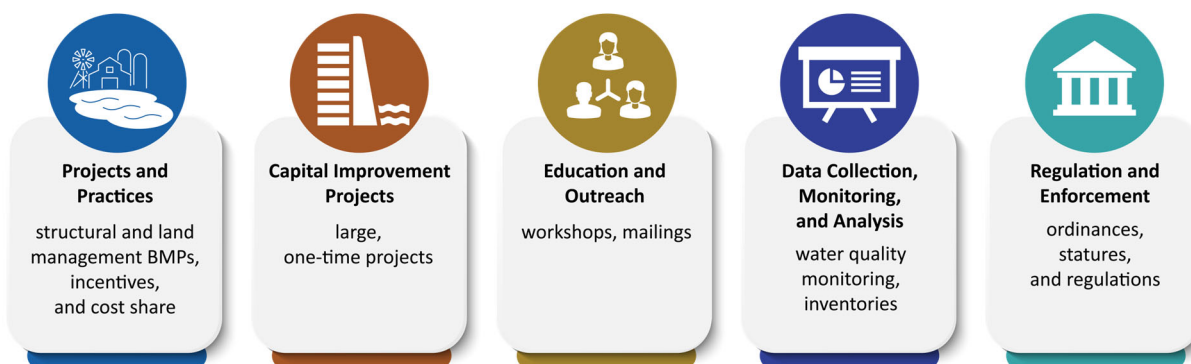 Projects and
Practices
structural and land
management BMPs,
incentives,
and cost share
Capital Improvement
Projects
large,
one-time projects
Education and
Outreach
workshops, mailings
Data Collection,
Monitoring,
and Analysis
water quality
monitoring,
inventories
Regulation and
Enforcement
ordinances,
statures,
and regulations